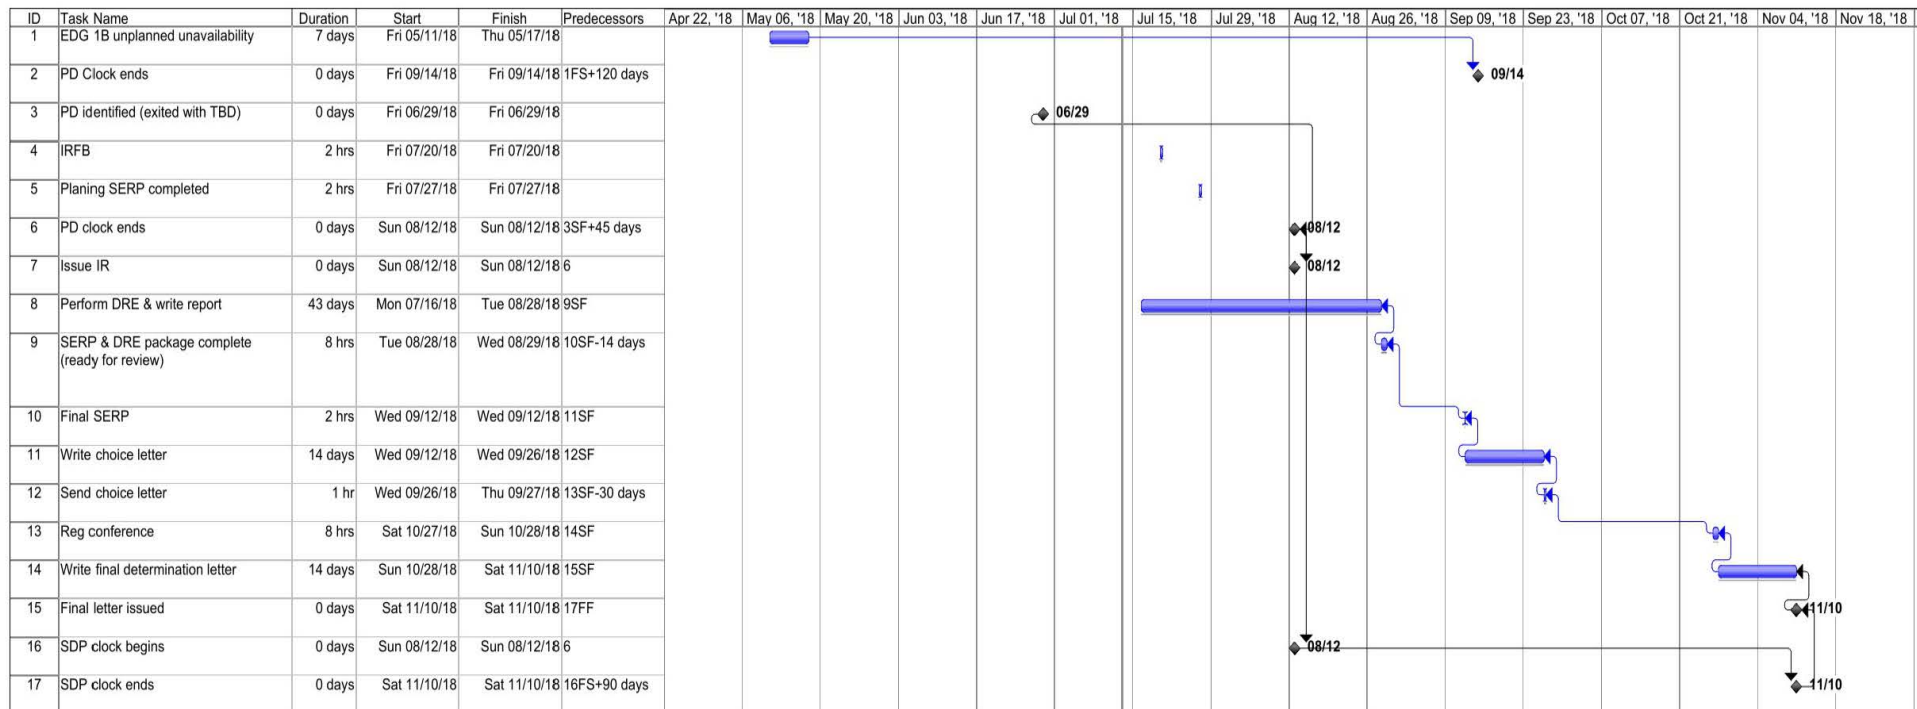 ID Task Name Duration Start Finish Predecessors Apr 22, '18 May 06, '18 May 20, '18 Jun 03, '18 Jun 17, '18 Jul 01, '18 Jul 15, '18 Jul 29, '18 Aug 12, '18 Aug 26, '18 Sep 09, '18 Sep 23, '18 Oct 07, '18 Oct 21, '18 Nov 04, '18 Nov 18, '18
1 EDG 1B unplanned unavailability 7 days Fri 05/11/18 Thu 05/17/18
2 PD Clock ends 0 days Fri 09/14/18 Fri 09/14/18 1FS+120 days 09/14
3 PD identified (exited with TBD) 0 days Fri 06/29/18 Fri 06/29/18 06/29
4 IRFB 2 hrs Fri 07/20/18 Fri 07/20/18
5 Planing SERP completed 2 hrs Fri 07/27/18 Fri 07/27/18
6 PD clock ends 0 days Sun 08/12/18 Sun 08/12/18 3SF+45 days 08/12
7 Issue IR 0 days Sun 08/12/18 Sun 08/12/18 6 08/12
8 Perform DRE & write report 43 days Mon 07/16/18 Tue 08/28/18 9SF
9 SERP & DRE package complete 8 hrs Tue 08/28/18 Wed 08/29/18 10SF-14 days
(ready for review)
10 Final SERP 2 hrs Wed 09/12/18 Wed 09/12/18 11SF
11 Write choice letter 14 days Wed 09/12/18 Wed 09/26/18 12SF
12 Send choice letter 1 hr Wed 09/26/18 Thu 09/27/18 13SF-30 days
13 Reg conference 8 hrs Sat 10/27/18 Sun 10/28/18 14SF
14 Write final determination letter 14 days Sun 10/28/18 Sat 11/10/18 15SF
15 Final letter issued 0 days Sat 11/10/18 Sat 11/10/18 17FF 11/10
16 SDP clock begins 0 days Sun 08/12/18 Sun 08/12/18 6 08/12
17 SDP clock ends 0 days Sat 11/10/18 Sat 11/10/18 16FS+90 days 11/10